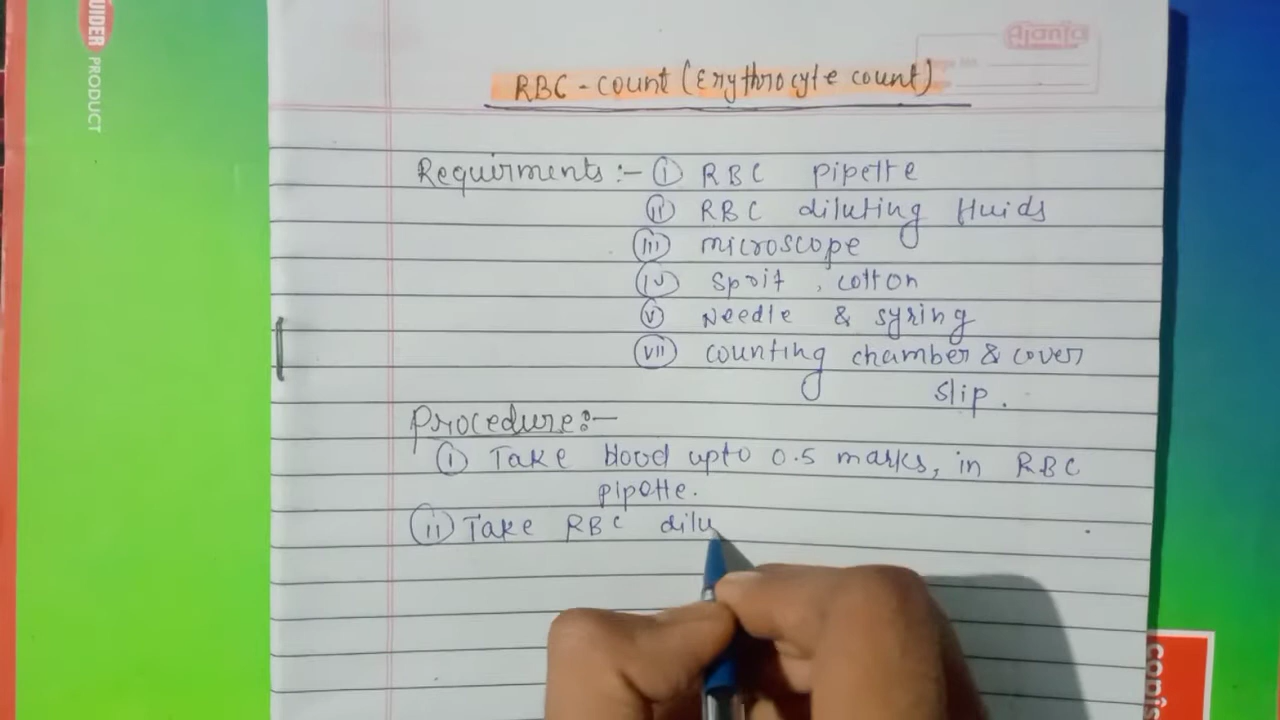 GUIDER PRODUCT
Ajanta
RBC - count (Erythrocyte count)
Requirments :- (i) RBC pipette
(ii) RBC diluting fluids
(iii) microscope
(iv) Sprit , cotton
(v) Needle & syring
(vii) counting chamber & cover
slip.
Procedure:-
(i) Take blood upto 0.5 marks, in RBC
pipette.
(ii) Take RBC dilu